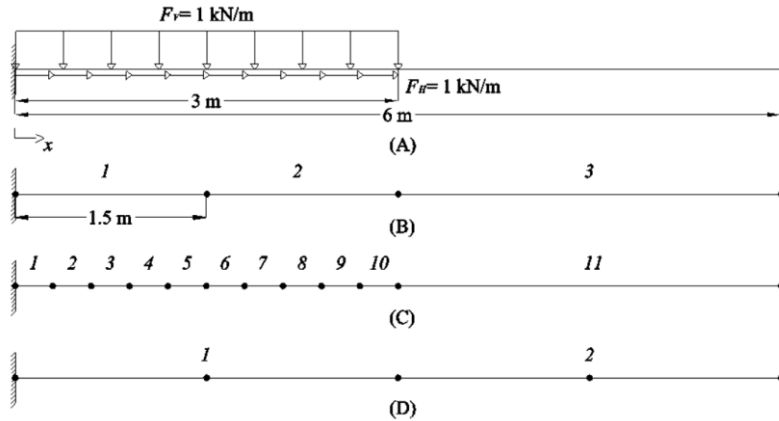 F_V= 1 kN/m
F_H= 1 kN/m
3 m
6 m
x
(A)
1 2 3
1.5 m
(B)
1 2 3 4 5 6 7 8 9 10 11
(C)
1 2
(D)